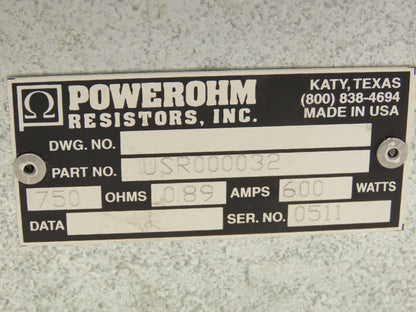 Ω POWEROHM
RESISTORS, INC.
KATY, TEXAS
(800) 838-4694
MADE IN USA
DWG. NO.
PART NO. USR000032
750 OHMS 0.89 AMPS 600 WATTS
DATA SER. NO. 0511